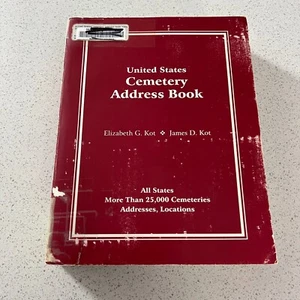 United States
Cemetery
Address Book
Elizabeth G. Kot ❖ James D. Kot
All States
More Than 25,000 Cemeteries
Addresses, Locations